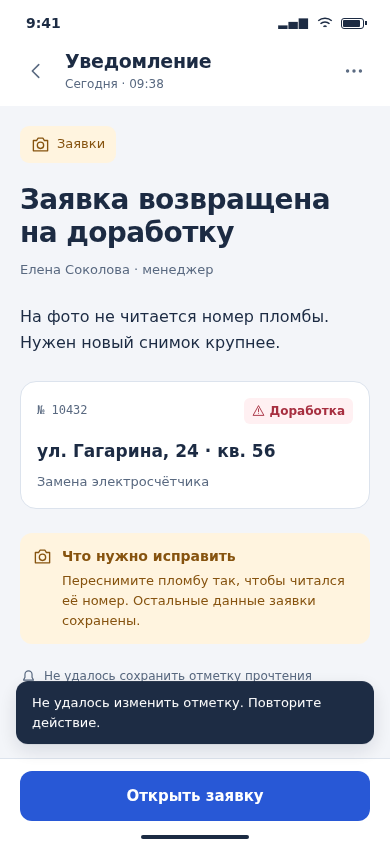 9:41
Уведомление
Сегодня · 09:38
Заявки
Заявка возвращена
на доработку
Елена Соколова · менеджер
На фото не читается номер пломбы.
Нужен новый снимок крупнее.
№ 10432
Доработка
ул. Гагарина, 24 · кв. 56
Замена электросчётчика
Что нужно исправить
Переснимите пломбу так, чтобы читался
её номер. Остальные данные заявки
сохранены.
Не удалось сохранить отметку прочтения
Не удалось изменить отметку. Повторите
действие.
Открыть заявку